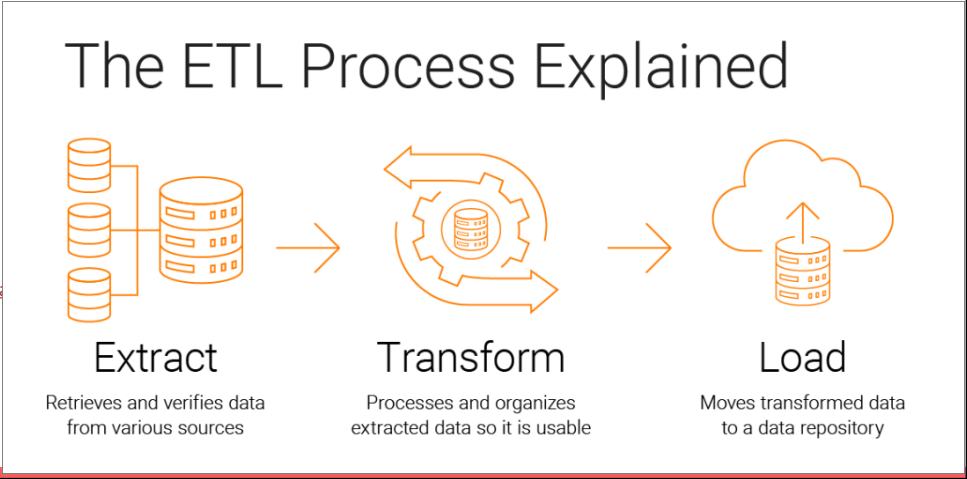 The ETL Process Explained
Extract
Retrieves and verifies data
from various sources
Transform
Processes and organizes
extracted data so it is usable
Load
Moves transformed data
to a data repository